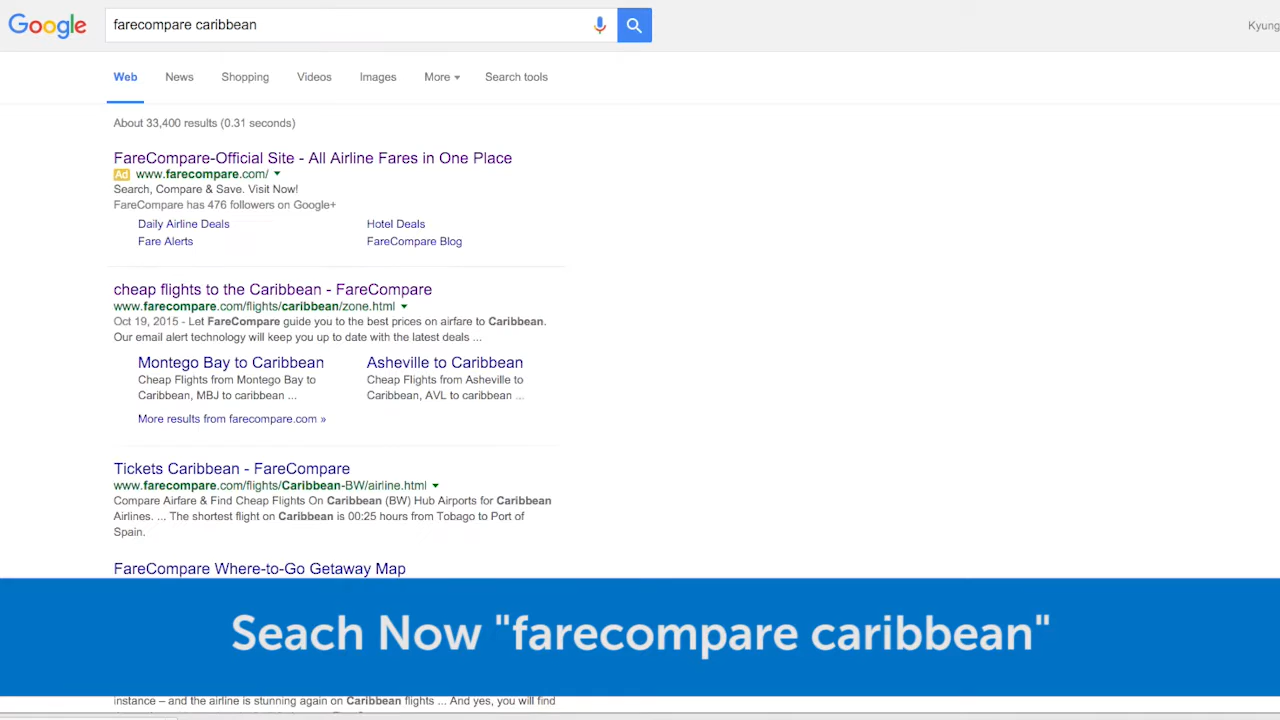 Google farecompare caribbean Kyung
Web News Shopping Videos Images More Search tools
About 33,400 results (0.31 seconds)
FareCompare-Official Site - All Airline Fares in One Place
Ad www.farecompare.com/
Search, Compare & Save. Visit Now!
FareCompare has 476 followers on Google+
Daily Airline Deals Hotel Deals
Fare Alerts FareCompare Blog
cheap flights to the Caribbean - FareCompare
www.farecompare.com/flights/caribbean/zone.html
Oct 19, 2015 - Let FareCompare guide you to the best prices on airfare to Caribbean.
Our email alert technology will keep you up to date with the latest deals ...
Montego Bay to Caribbean Asheville to Caribbean
Cheap Flights from Montego Bay to Cheap Flights from Asheville to
Caribbean, MBJ to caribbean ... Caribbean, AVL to caribbean ...
More results from farecompare.com »
Tickets Caribbean - FareCompare
www.farecompare.com/flights/Caribbean-BW/airline.html
Compare Airfare & Find Cheap Flights On Caribbean (BW) Hub Airports for Caribbean
Airlines. ... The shortest flight on Caribbean is 00:25 hours from Tobago to Port of
Spain.
FareCompare Where-to-Go Getaway Map
Seach Now "farecompare caribbean"
instance – and the airline is stunning again on Caribbean flights ... And yes, you will find